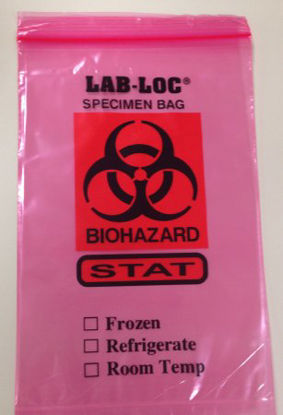 LAB-LOC®
SPECIMEN BAG
BIOHAZARD
STAT
Frozen
Refrigerate
Room Temp